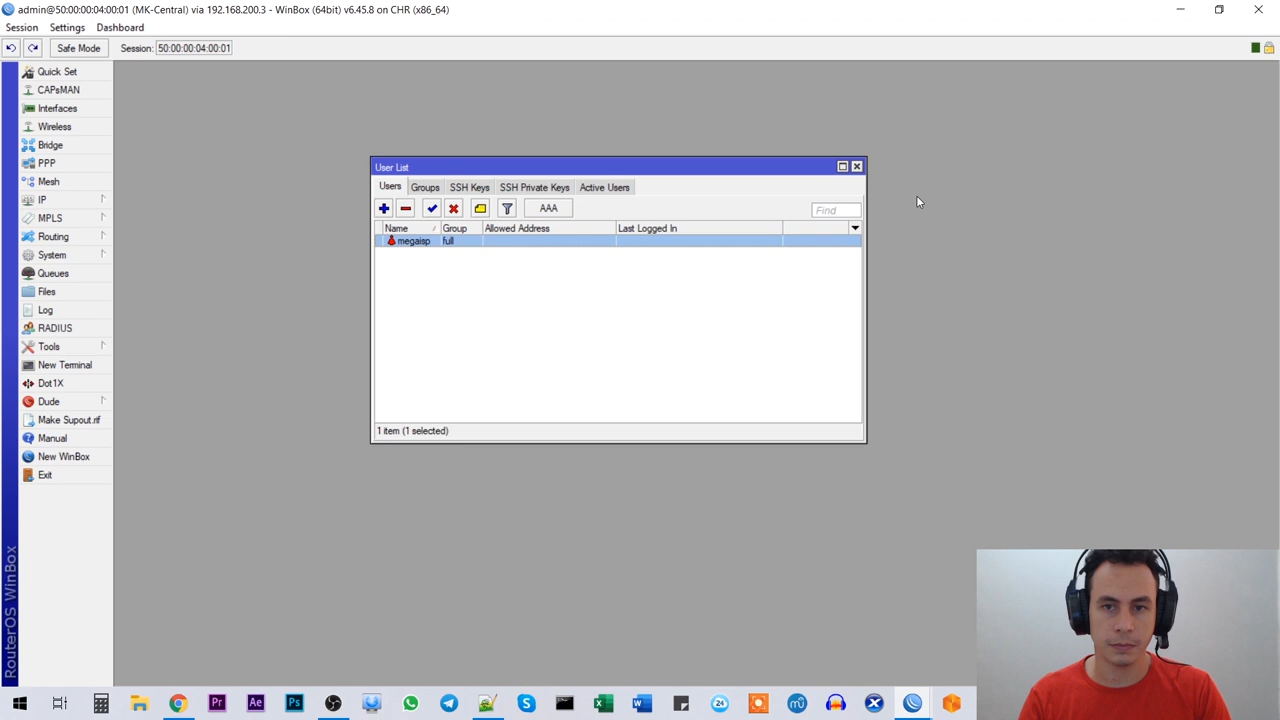 admin@50:00:00:04:00:01 (MK-Central) via 192.168.200.3 - WinBox (64bit) v6.45.8 on CHR (x86_64)
Session Settings Dashboard
Safe Mode Session: 50:00:00:04:00:01
Quick Set
CAPsMAN
Interfaces
Wireless
Bridge
PPP
Mesh
IP
MPLS
Routing
System
Queues
Files
Log
RADIUS
Tools
New Terminal
Dot1X
Dude
Make Supout.rif
Manual
New WinBox
Exit
RouterOS WinBox
User List
Users Groups SSH Keys SSH Private Keys Active Users
AAA Find
Name / Group Allowed Address Last Logged In
megaisp full
1 item (1 selected)
Pr Ae Ps 24